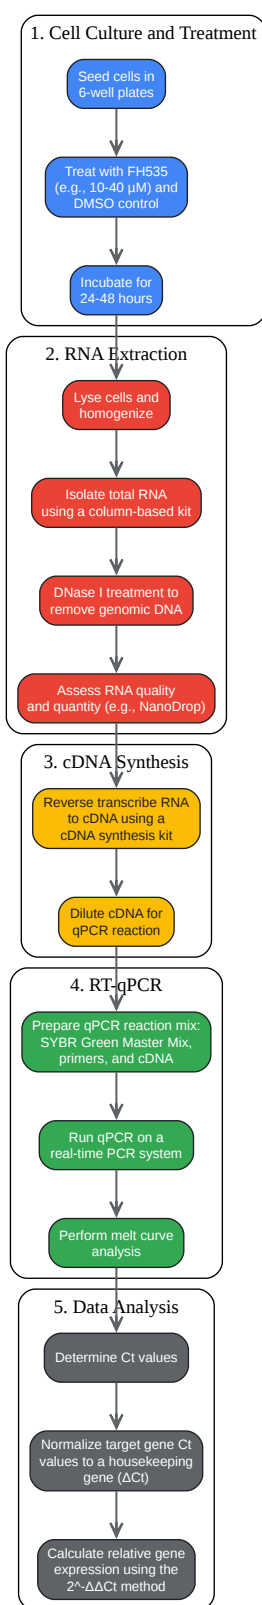 1. Cell Culture and Treatment
Seed cells in
6-well plates
Treat with FH535
(e.g., 10-40 µM) and
DMSO control
Incubate for
24-48 hours
2. RNA Extraction
Lyse cells and
homogenize
Isolate total RNA
using a column-based kit
DNase I treatment to
remove genomic DNA
Assess RNA quality
and quantity (e.g., NanoDrop)
3. cDNA Synthesis
Reverse transcribe RNA
to cDNA using a
cDNA synthesis kit
Dilute cDNA for
qPCR reaction
4. RT-qPCR
Prepare qPCR reaction mix:
SYBR Green Master Mix,
primers, and cDNA
Run qPCR on a
real-time PCR system
Perform melt curve
analysis
5. Data Analysis
Determine Ct values
Normalize target gene Ct
values to a housekeeping
gene (ΔCt)
Calculate relative gene
expression using the
2^-ΔΔCt method